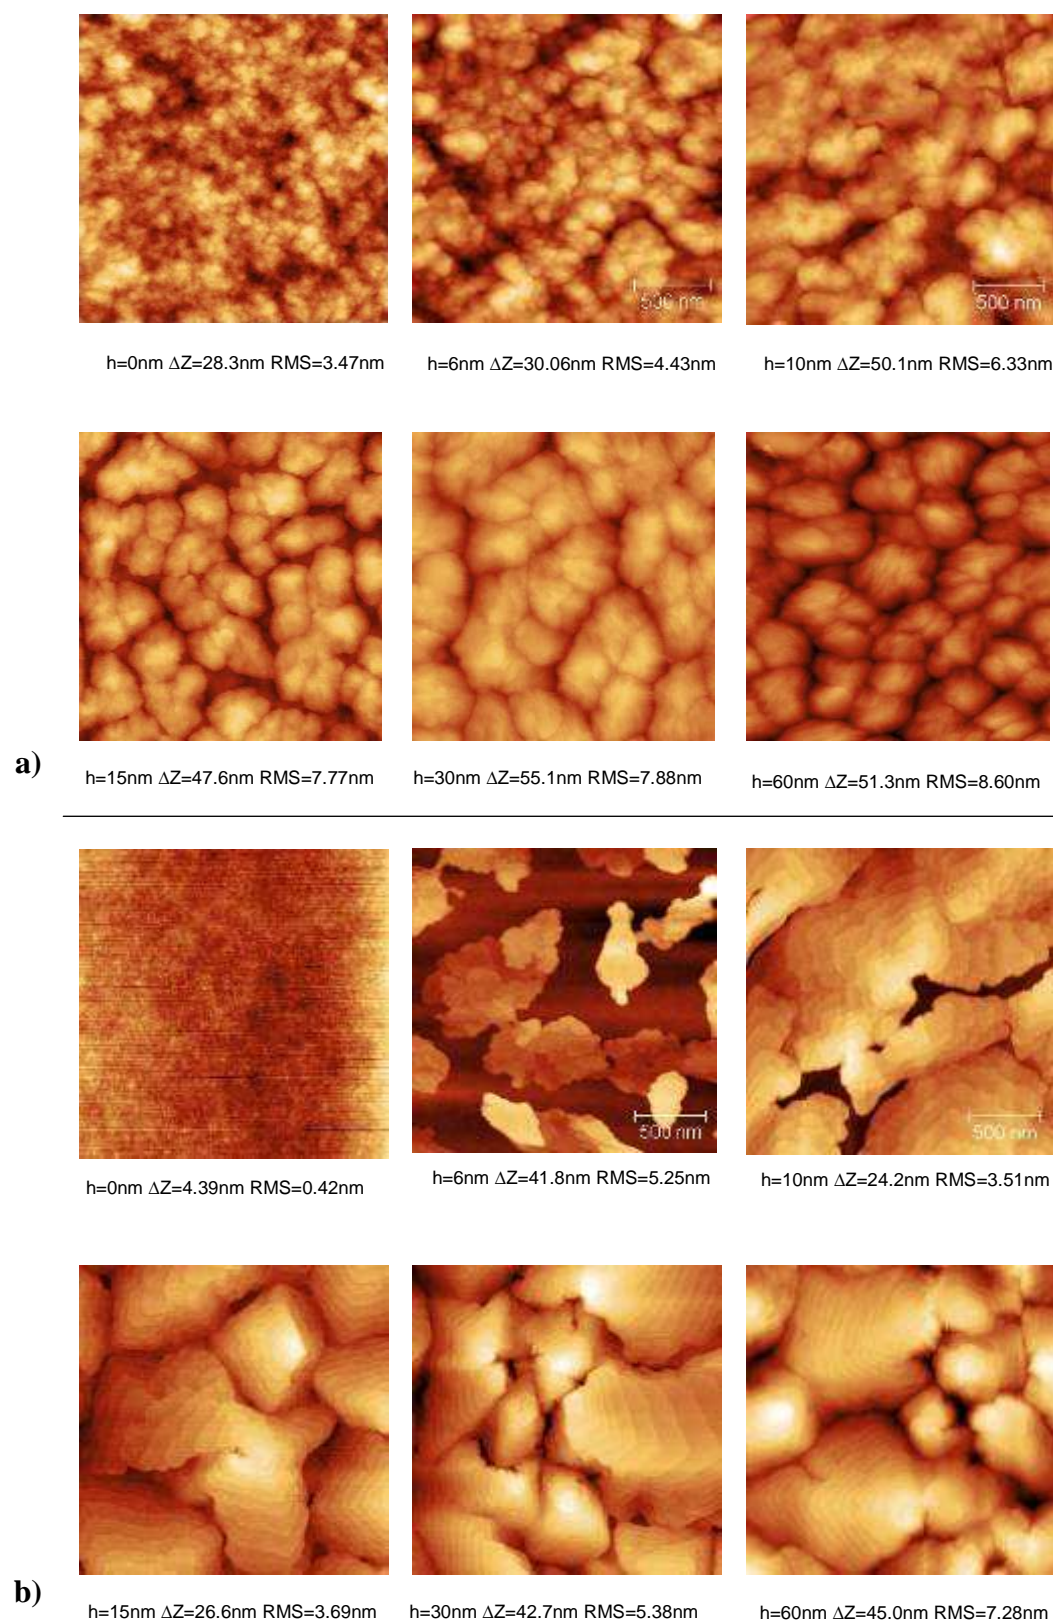 500 nm
500 nm
h=0nm ΔZ=28.3nm RMS=3.47nm
h=6nm ΔZ=30.06nm RMS=4.43nm
h=10nm ΔZ=50.1nm RMS=6.33nm
a)
h=15nm ΔZ=47.6nm RMS=7.77nm
h=30nm ΔZ=55.1nm RMS=7.88nm
h=60nm ΔZ=51.3nm RMS=8.60nm
500 nm
500 nm
h=0nm ΔZ=4.39nm RMS=0.42nm
h=6nm ΔZ=41.8nm RMS=5.25nm
h=10nm ΔZ=24.2nm RMS=3.51nm
b)
h=15nm ΔZ=26.6nm RMS=3.69nm
h=30nm ΔZ=42.7nm RMS=5.38nm
h=60nm ΔZ=45.0nm RMS=7.28nm